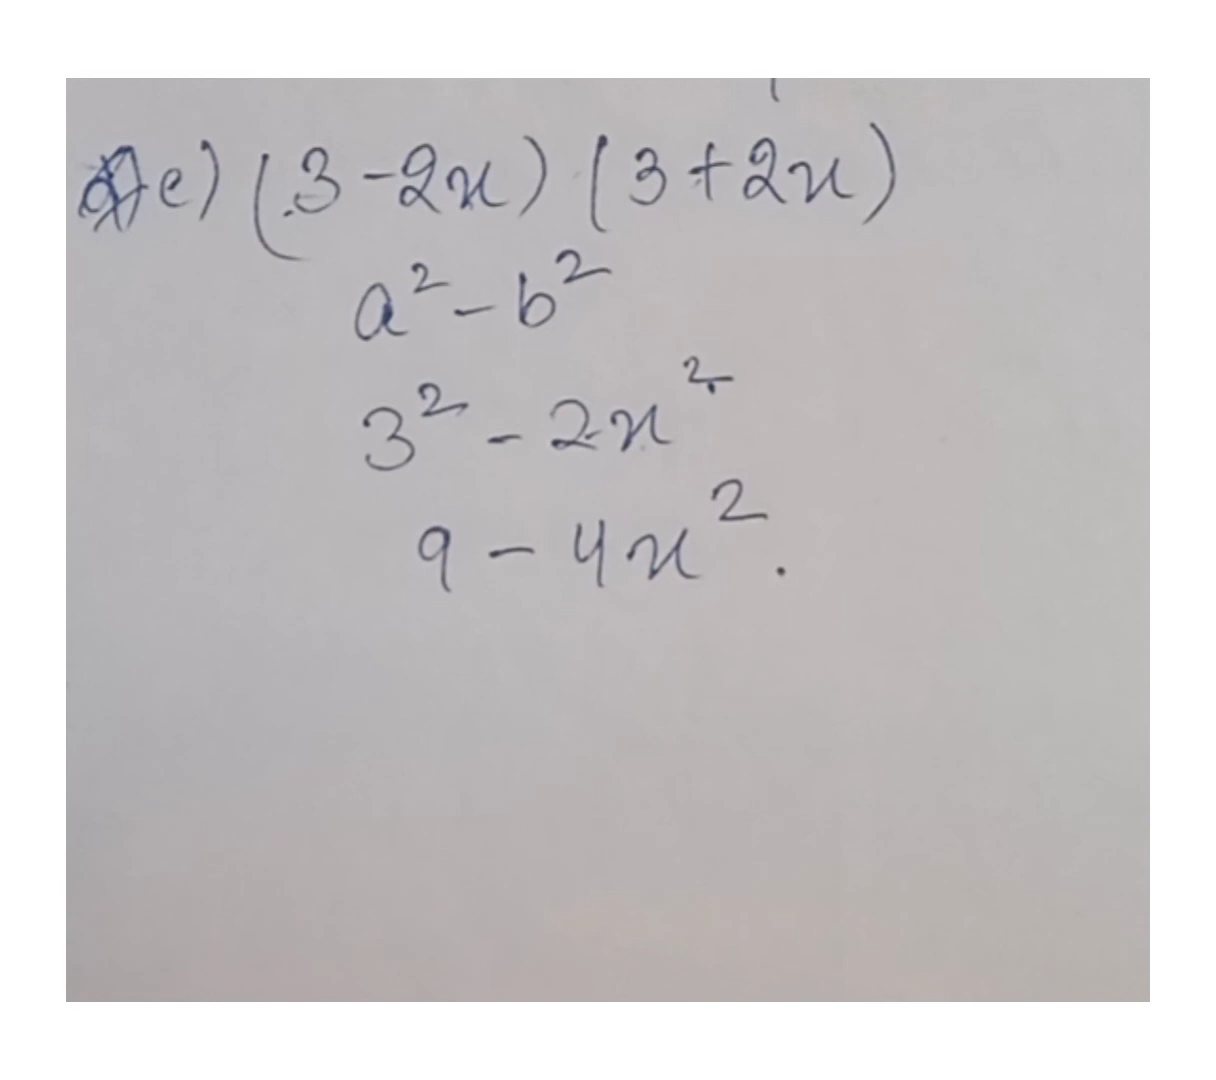 e) (3-2x) (3+2x)
a²-b²
3² - 2x²
9 - 4x².